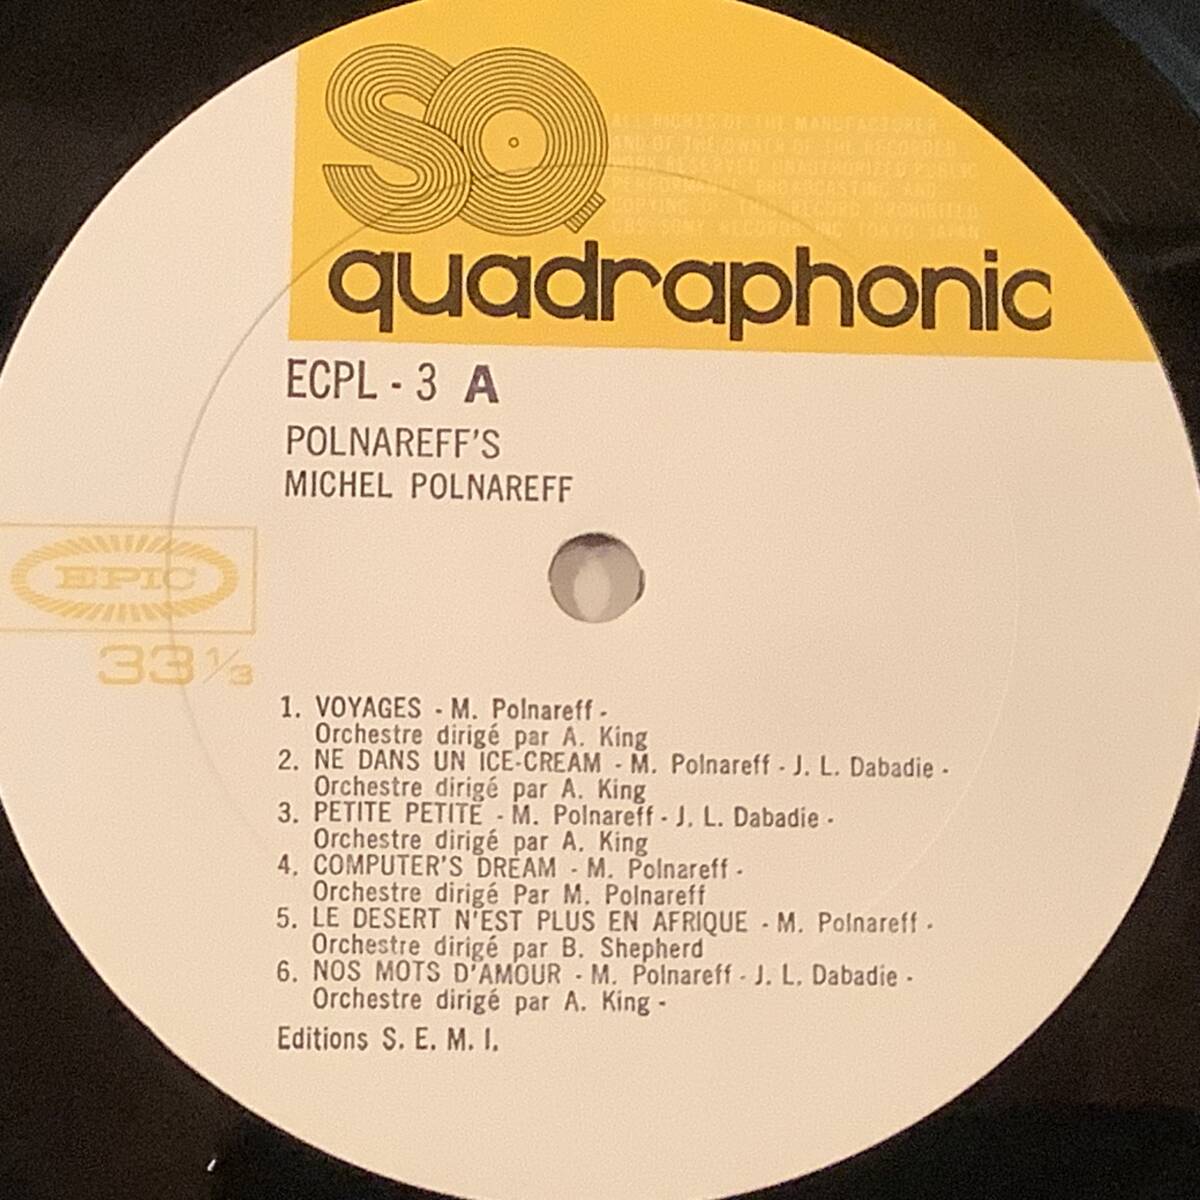 SQ
ALL RIGHTS OF THE MANUFACTURER
AND OF THE OWNER OF THE RECORDED
WORK RESERVED UNAUTHORIZED PUBLIC
PERFORMANCE BROADCASTING AND
COPYING OF THIS RECORD PROHIBITED
CBS SONY RECORDS INC TOKYO JAPAN
quadraphonic
ECPL - 3 A
POLNAREFF'S
MICHEL POLNAREFF
EPIC
33 1/3
1. VOYAGES - M. Polnareff -
Orchestre dirigé par A. King
2. NE DANS UN ICE-CREAM - M. Polnareff - J. L. Dabadie -
Orchestre dirigé par A. King
3. PETITE PETITE - M. Polnareff - J. L. Dabadie -
Orchestre dirigé par A. King
4. COMPUTER'S DREAM - M. Polnareff -
Orchestre dirigé Par M. Polnareff
5. LE DESERT N'EST PLUS EN AFRIQUE - M. Polnareff -
Orchestre dirigé par B. Shepherd
6. NOS MOTS D'AMOUR - M. Polnareff - J. L. Dabadie -
Orchestre dirigé par A. King -
Editions S. E. M. I.